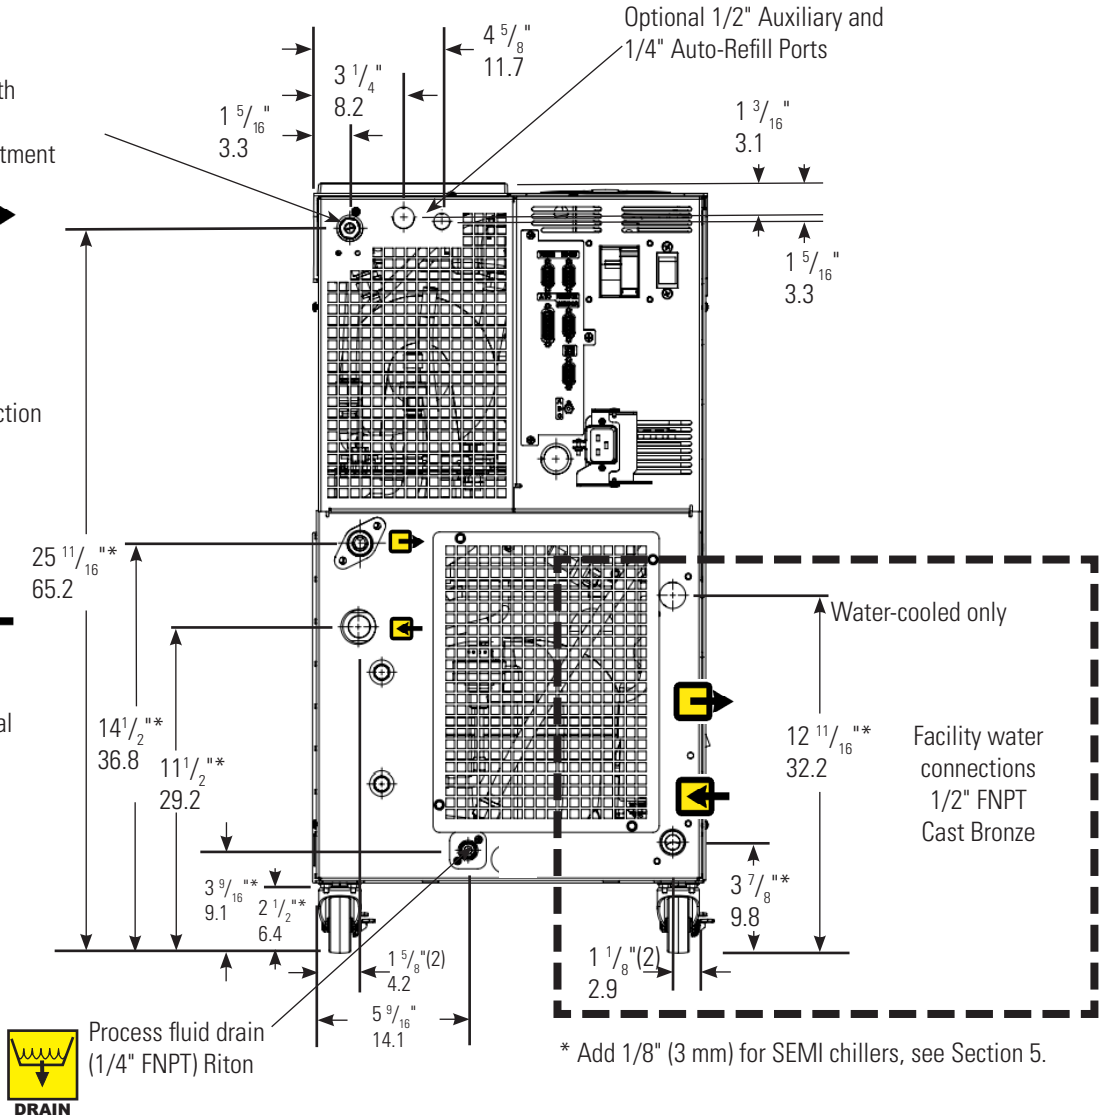 Optional 1/2" Auxiliary and
1/4" Auto-Refill Ports
4 5/8"
11.7
3 1/4"
8.2
1 5/16"
3.3
th
tment
1 3/16"
3.1
1 5/16"
3.3
ction
25 11/16"*
65.2
Water-cooled only
al
14 1/2"*
36.8
11 1/2"*
29.2
12 11/16"*
32.2
Facility water
connections
1/2" FNPT
Cast Bronze
3 9/16"*
9.1
2 1/2"*
6.4
3 7/8"*
9.8
1 5/8"(2)
4.2
1 1/8"(2)
2.9
5 9/16"
14.1
Process fluid drain
(1/4" FNPT) Riton
DRAIN
* Add 1/8" (3 mm) for SEMI chillers, see Section 5.